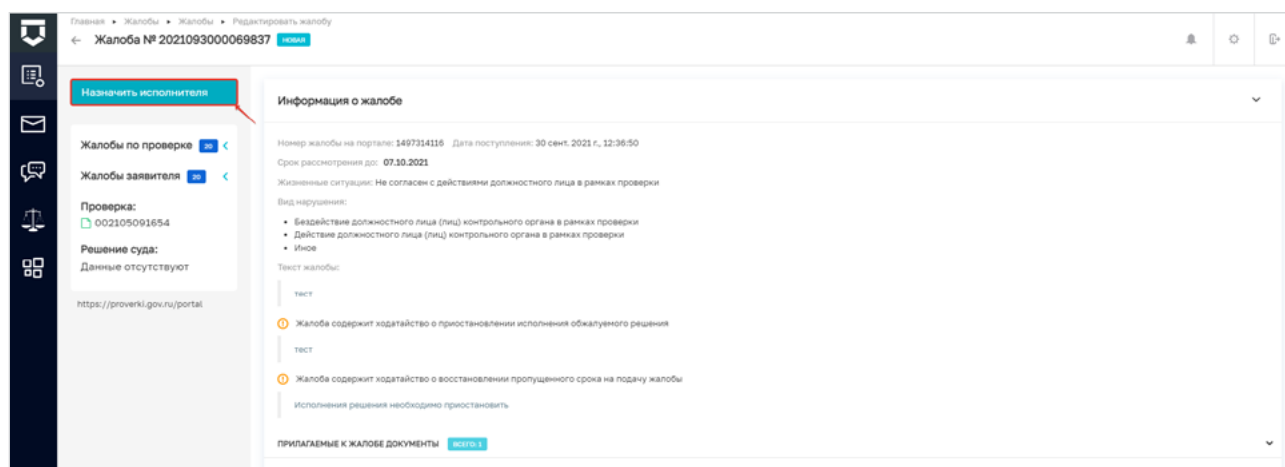 Главная ▸ Жалобы ▸ Жалобы ▸ Редактировать жалобу
← Жалоба № 2021093000069837 НОВАЯ
Назначить исполнителя
Жалобы по проверке 20
Жалобы заявителя 20
Проверка:
002105091654
Решение суда:
Данные отсутствуют
https://proverki.gov.ru/portal
Информация о жалобе
Номер жалобы на портале: 1497314116 Дата поступления: 30 сент. 2021 г., 12:36:50
Срок рассмотрения до: 07.10.2021
Жизненные ситуации: Не согласен с действиями должностного лица в рамках проверки
Вид нарушения:
• Бездействие должностного лица (лиц) контрольного органа в рамках проверки
• Действие должностного лица (лиц) контрольного органа в рамках проверки
• Иное
Текст жалобы:
тест
Жалоба содержит ходатайство о приостановлении исполнения обжалуемого решения
тест
Жалоба содержит ходатайство о восстановлении пропущенного срока на подачу жалобы
Исполнения решения необходимо приостановить
ПРИЛАГАЕМЫЕ К ЖАЛОБЕ ДОКУМЕНТЫ ВСЕГО: 1